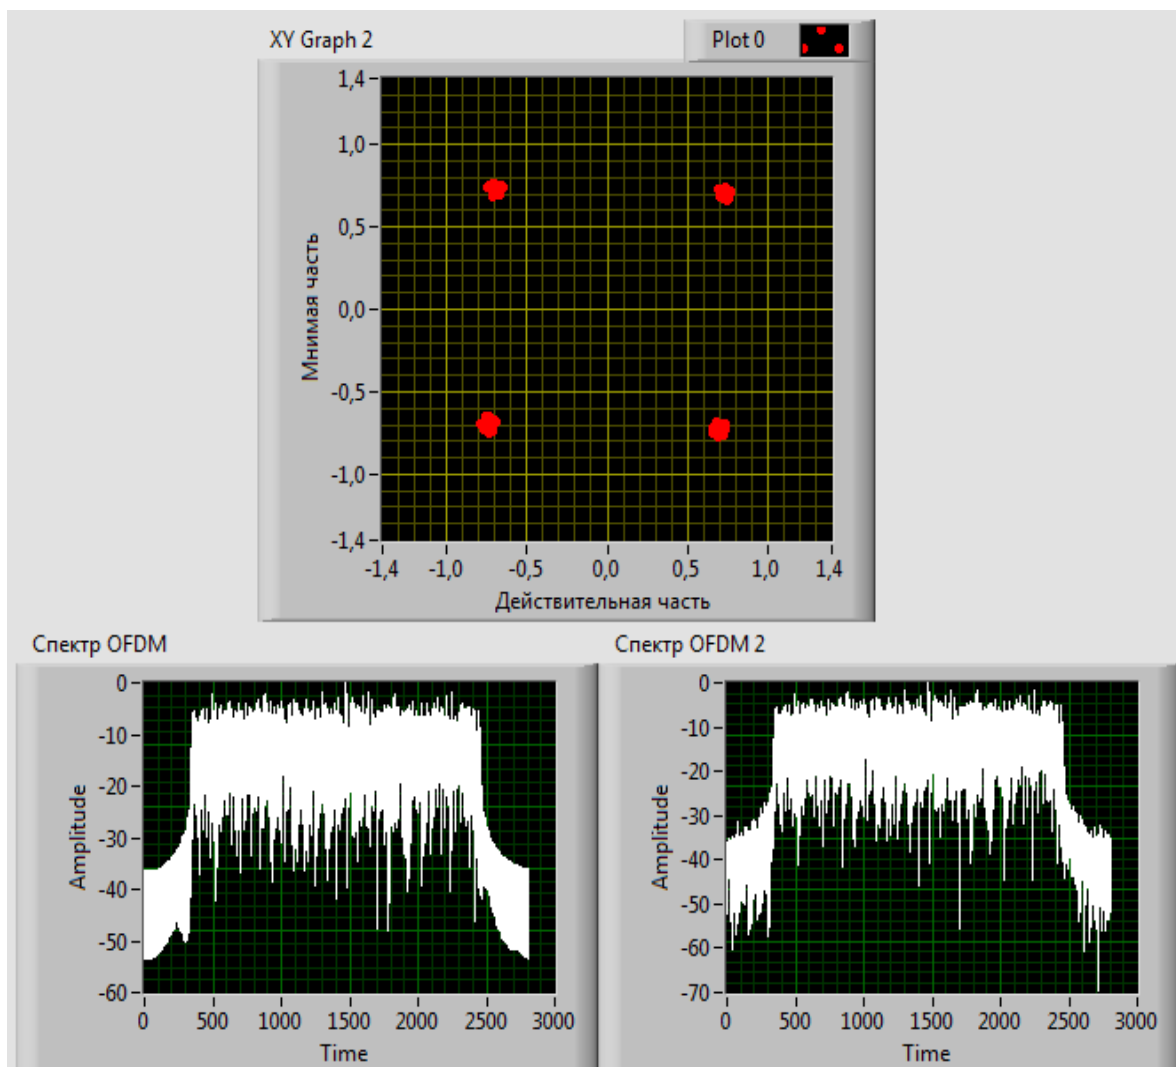 XY Graph 2
Plot 0
1,4
1,0
0,5
0,0
-0,5
-1,0
-1,4
Мнимая часть
-1,4 -1,0 -0,5 0,0 0,5 1,0 1,4
Действительная часть
Спектр OFDM
0
-10
-20
-30
-40
-50
-60
Amplitude
0 500 1000 1500 2000 2500 3000
Time
Спектр OFDM 2
0
-10
-20
-30
-40
-50
-60
-70
Amplitude
0 500 1000 1500 2000 2500 3000
Time